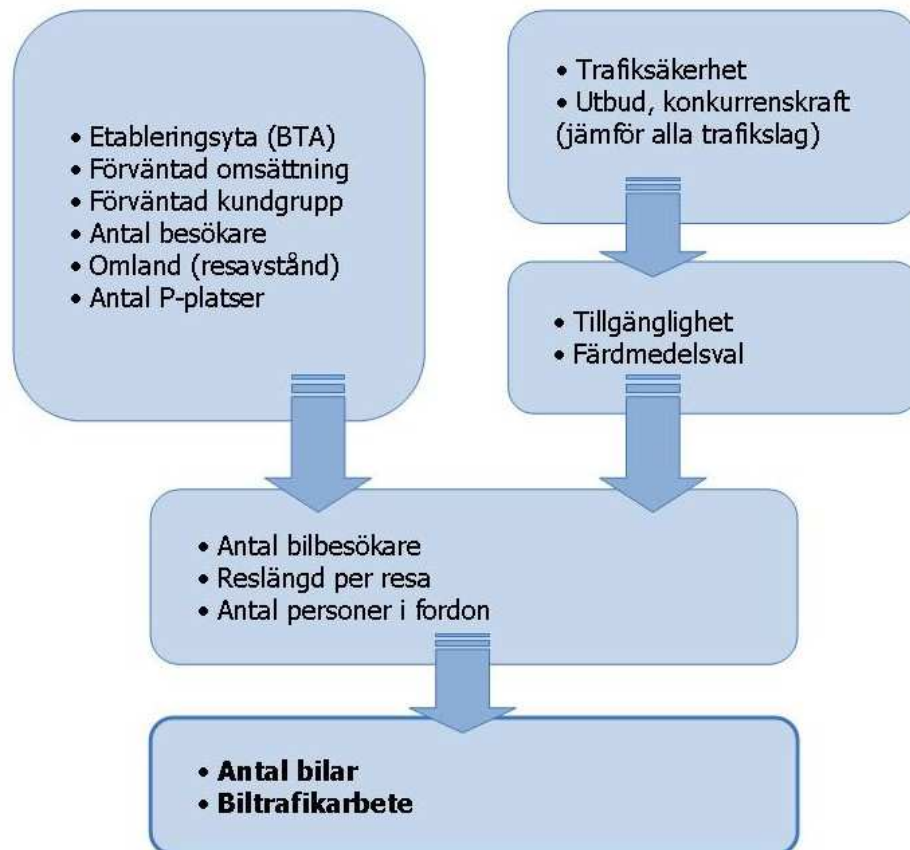 • Etableringsyta (BTA)
• Förväntad omsättning
• Förväntad kundgrupp
• Antal besökare
• Omland (resavstånd)
• Antal P-platser
• Trafiksäkerhet
• Utbud, konkurrenskraft
(jämför alla trafikslag)
• Tillgänglighet
• Färdmedelsval
• Antal bilbesökare
• Reslängd per resa
• Antal personer i fordon
• Antal bilar
• Biltrafikarbete